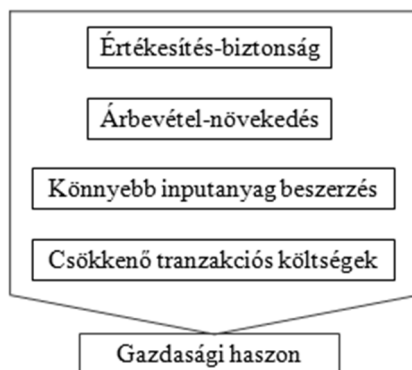 Értékesítés-biztonság
Árbevétel-növekedés
Könnyebb inputanyag beszerzés
Csökkenő tranzakciós költségek
Gazdasági haszon